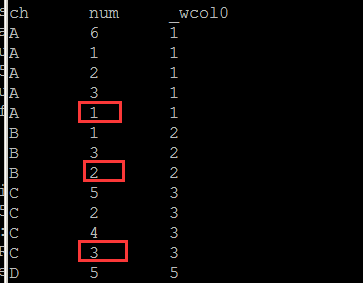 ch num _wcol0
A 6 1
A 1 1
A 2 1
A 3 1
A 1 1
B 1 2
B 3 2
B 2 2
C 5 3
C 2 3
C 4 3
C 3 3
D 5 5